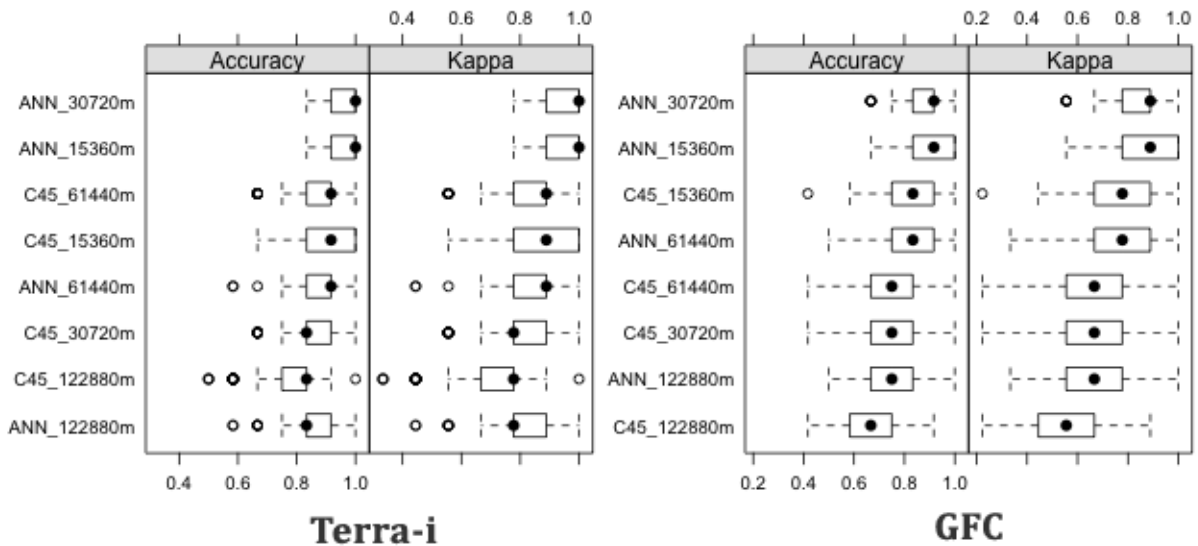 0.4 0.6 0.8 1.0
0.2 0.4 0.6 0.8 1.0
Accuracy Kappa
Accuracy Kappa
ANN_30720m
ANN_15360m
C45_61440m
C45_15360m
ANN_61440m
C45_30720m
C45_122880m
ANN_122880m
ANN_30720m
ANN_15360m
C45_15360m
ANN_61440m
C45_61440m
C45_30720m
ANN_122880m
C45_122880m
0.4 0.6 0.8 1.0
0.2 0.4 0.6 0.8 1.0
Terra-i
GFC